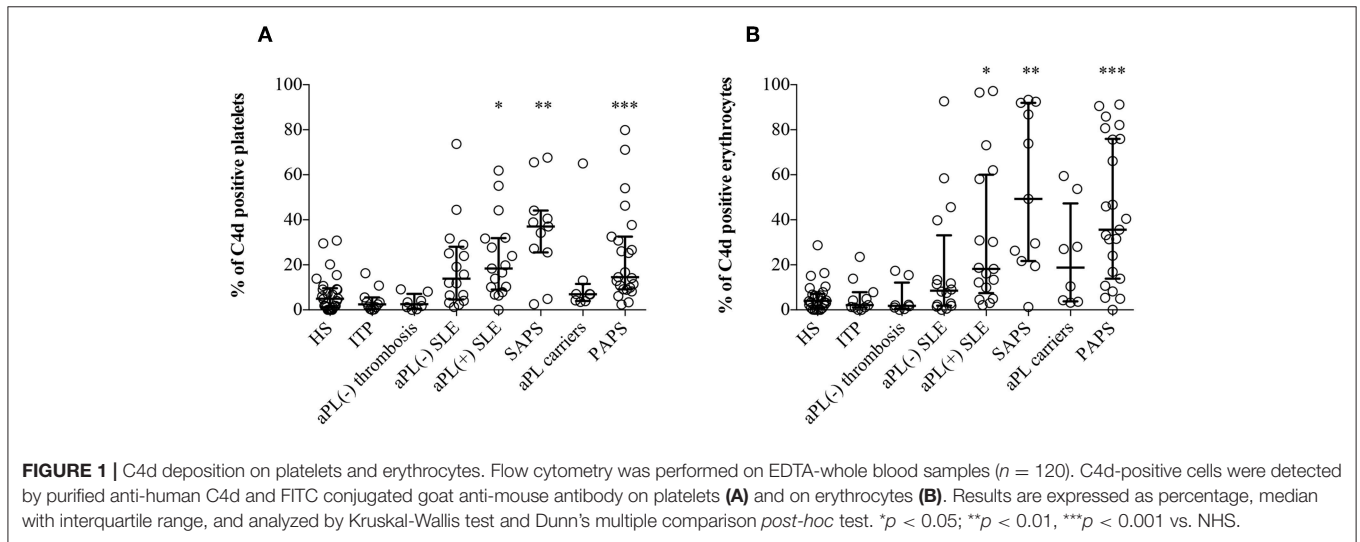 A
% of C4d positive platelets
100
80
60
40
20
0
* ** ***
HS
ITP
aPL(-) thrombosis
aPL(-) SLE
aPL(+) SLE
SAPS
aPL carriers
PAPS
B
% of C4d positive erythrocytes
100
80
60
40
20
0
* ** ***
HS
ITP
aPL(-) thrombosis
aPL(-) SLE
aPL(+) SLE
SAPS
aPL carriers
PAPS
FIGURE 1 | C4d deposition on platelets and erythrocytes. Flow cytometry was performed on EDTA-whole blood samples (n = 120). C4d-positive cells were detected
by purified anti-human C4d and FITC conjugated goat anti-mouse antibody on platelets (A) and on erythrocytes (B). Results are expressed as percentage, median
with interquartile range, and analyzed by Kruskal-Wallis test and Dunn's multiple comparison post-hoc test. *p < 0.05; **p < 0.01, ***p < 0.001 vs. NHS.